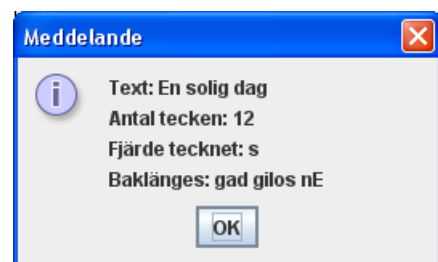 Meddelande
Text: En solig dag
Antal tecken: 12
Fjärde tecknet: s
Baklänges: gad gilos nE
OK